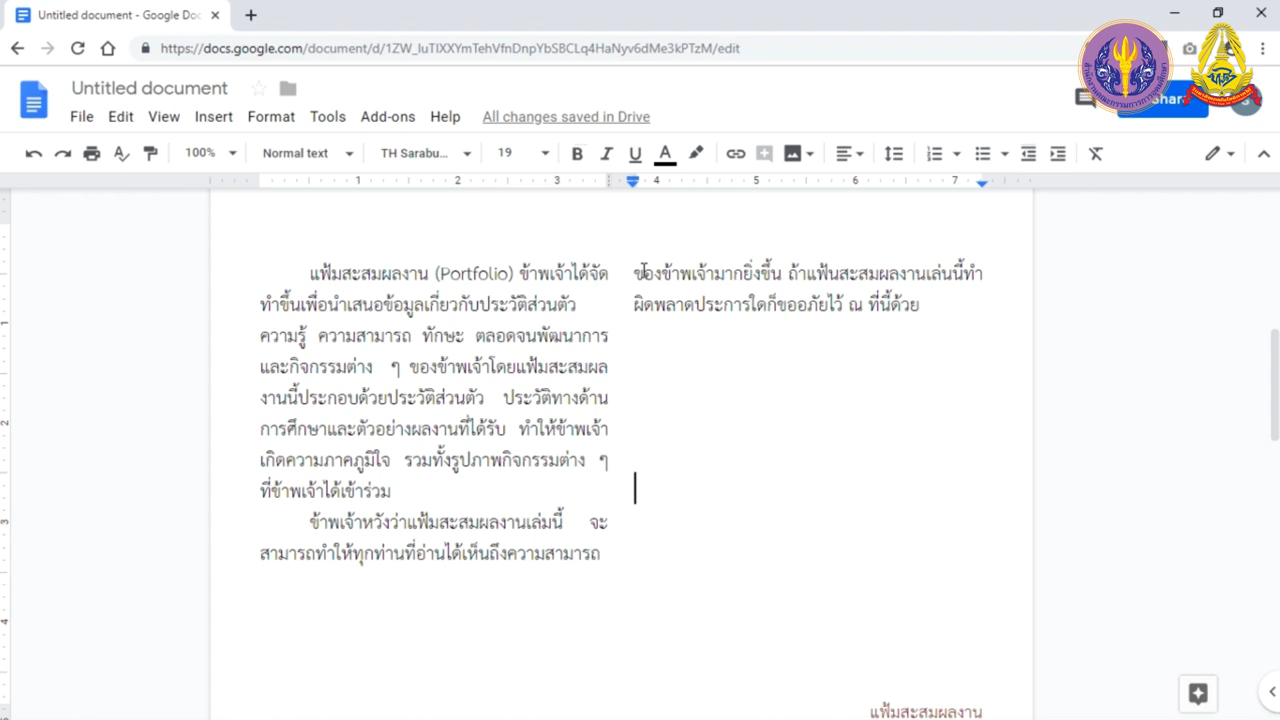 Untitled document - Google Doc
https://docs.google.com/document/d/1ZW_IuTIXXYmTehVfnDnpYbSBCLq4HaNyv6dMe3kPTzM/edit
Untitled document
File Edit View Insert Format Tools Add-ons Help All changes saved in Drive
Share
100% Normal text TH Sarabu... 19
1 2 3 4 5 6 7
แฟ้มสะสมผลงาน (Portfolio) ข้าพเจ้าได้จัด
ทำขึ้นเพื่อนำเสนอข้อมูลเกี่ยวกับประวัติส่วนตัว
ความรู้ ความสามารถ ทักษะ ตลอดจนพัฒนาการ
และกิจกรรมต่าง ๆ ของข้าพเจ้าโดยแฟ้มสะสมผล
งานนี้ประกอบด้วยประวัติส่วนตัว ประวัติทางด้าน
การศึกษาและตัวอย่างผลงานที่ได้รับ ทำให้ข้าพเจ้า
เกิดความภาคภูมิใจ รวมทั้งรูปภาพกิจกรรมต่าง ๆ
ที่ข้าพเจ้าได้เข้าร่วม
ข้าพเจ้าหวังว่าแฟ้มสะสมผลงานเล่มนี้ จะ
สามารถทำให้ทุกท่านที่อ่านได้เห็นถึงความสามารถ
ของข้าพเจ้ามากยิ่งขึ้น ถ้าแฟ้นสะสมผลงานเล่นนี้ทำ
ผิดพลาดประการใดก็ขออภัยไว้ ณ ที่นี้ด้วย
1
2
3
4
แฟ้มสะสมผลงาน